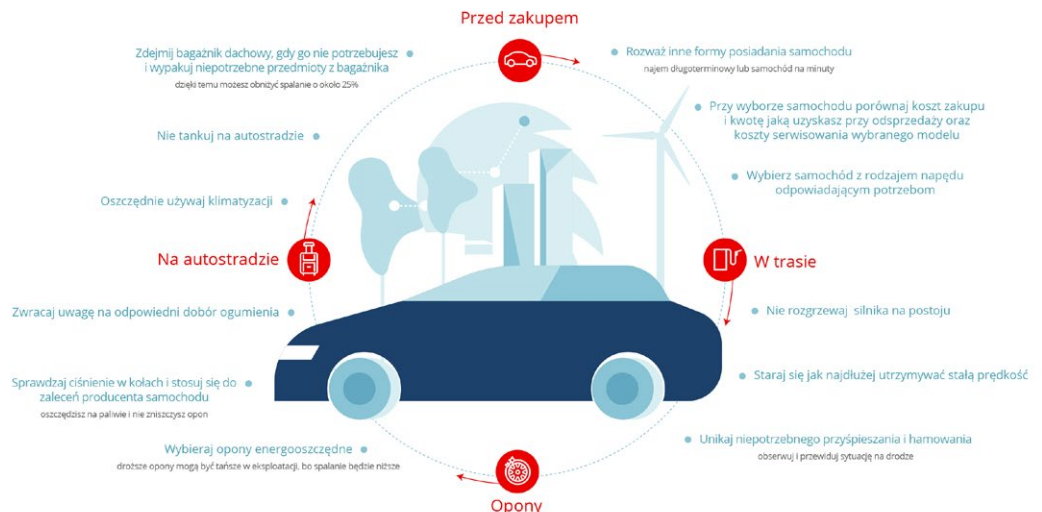 Przed zakupem
Rozważ inne formy posiadania samochodu
najem długoterminowy lub samochód na minuty
Przy wyborze samochodu porównaj koszt zakupu
i kwotę jaką uzyskasz przy odsprzedaży oraz
koszty serwisowania wybranego modelu
Wybierz samochód z rodzajem napędu
odpowiadającym potrzebom
W trasie
Nie rozgrzewaj silnika na postoju
Staraj się jak najdłużej utrzymywać stałą prędkość
Unikaj niepotrzebnego przyśpieszania i hamowania
obserwuj i przewiduj sytuację na drodze
Opony
Wybieraj opony energooszczędne
droższe opony mogą być tańsze w eksploatacji, bo spalanie będzie niższe
Sprawdzaj ciśnienie w kołach i stosuj się do
zaleceń producenta samochodu
oszczędzisz na paliwie i nie zniszczysz opon
Zwracaj uwagę na odpowiedni dobór ogumienia
Na autostradzie
Oszczędnie używaj klimatyzacji
Nie tankuj na autostradzie
Zdejmij bagażnik dachowy, gdy go nie potrzebujesz
i wypakuj niepotrzebne przedmioty z bagażnika
dzięki temu możesz obniżyć spalanie o około 25%